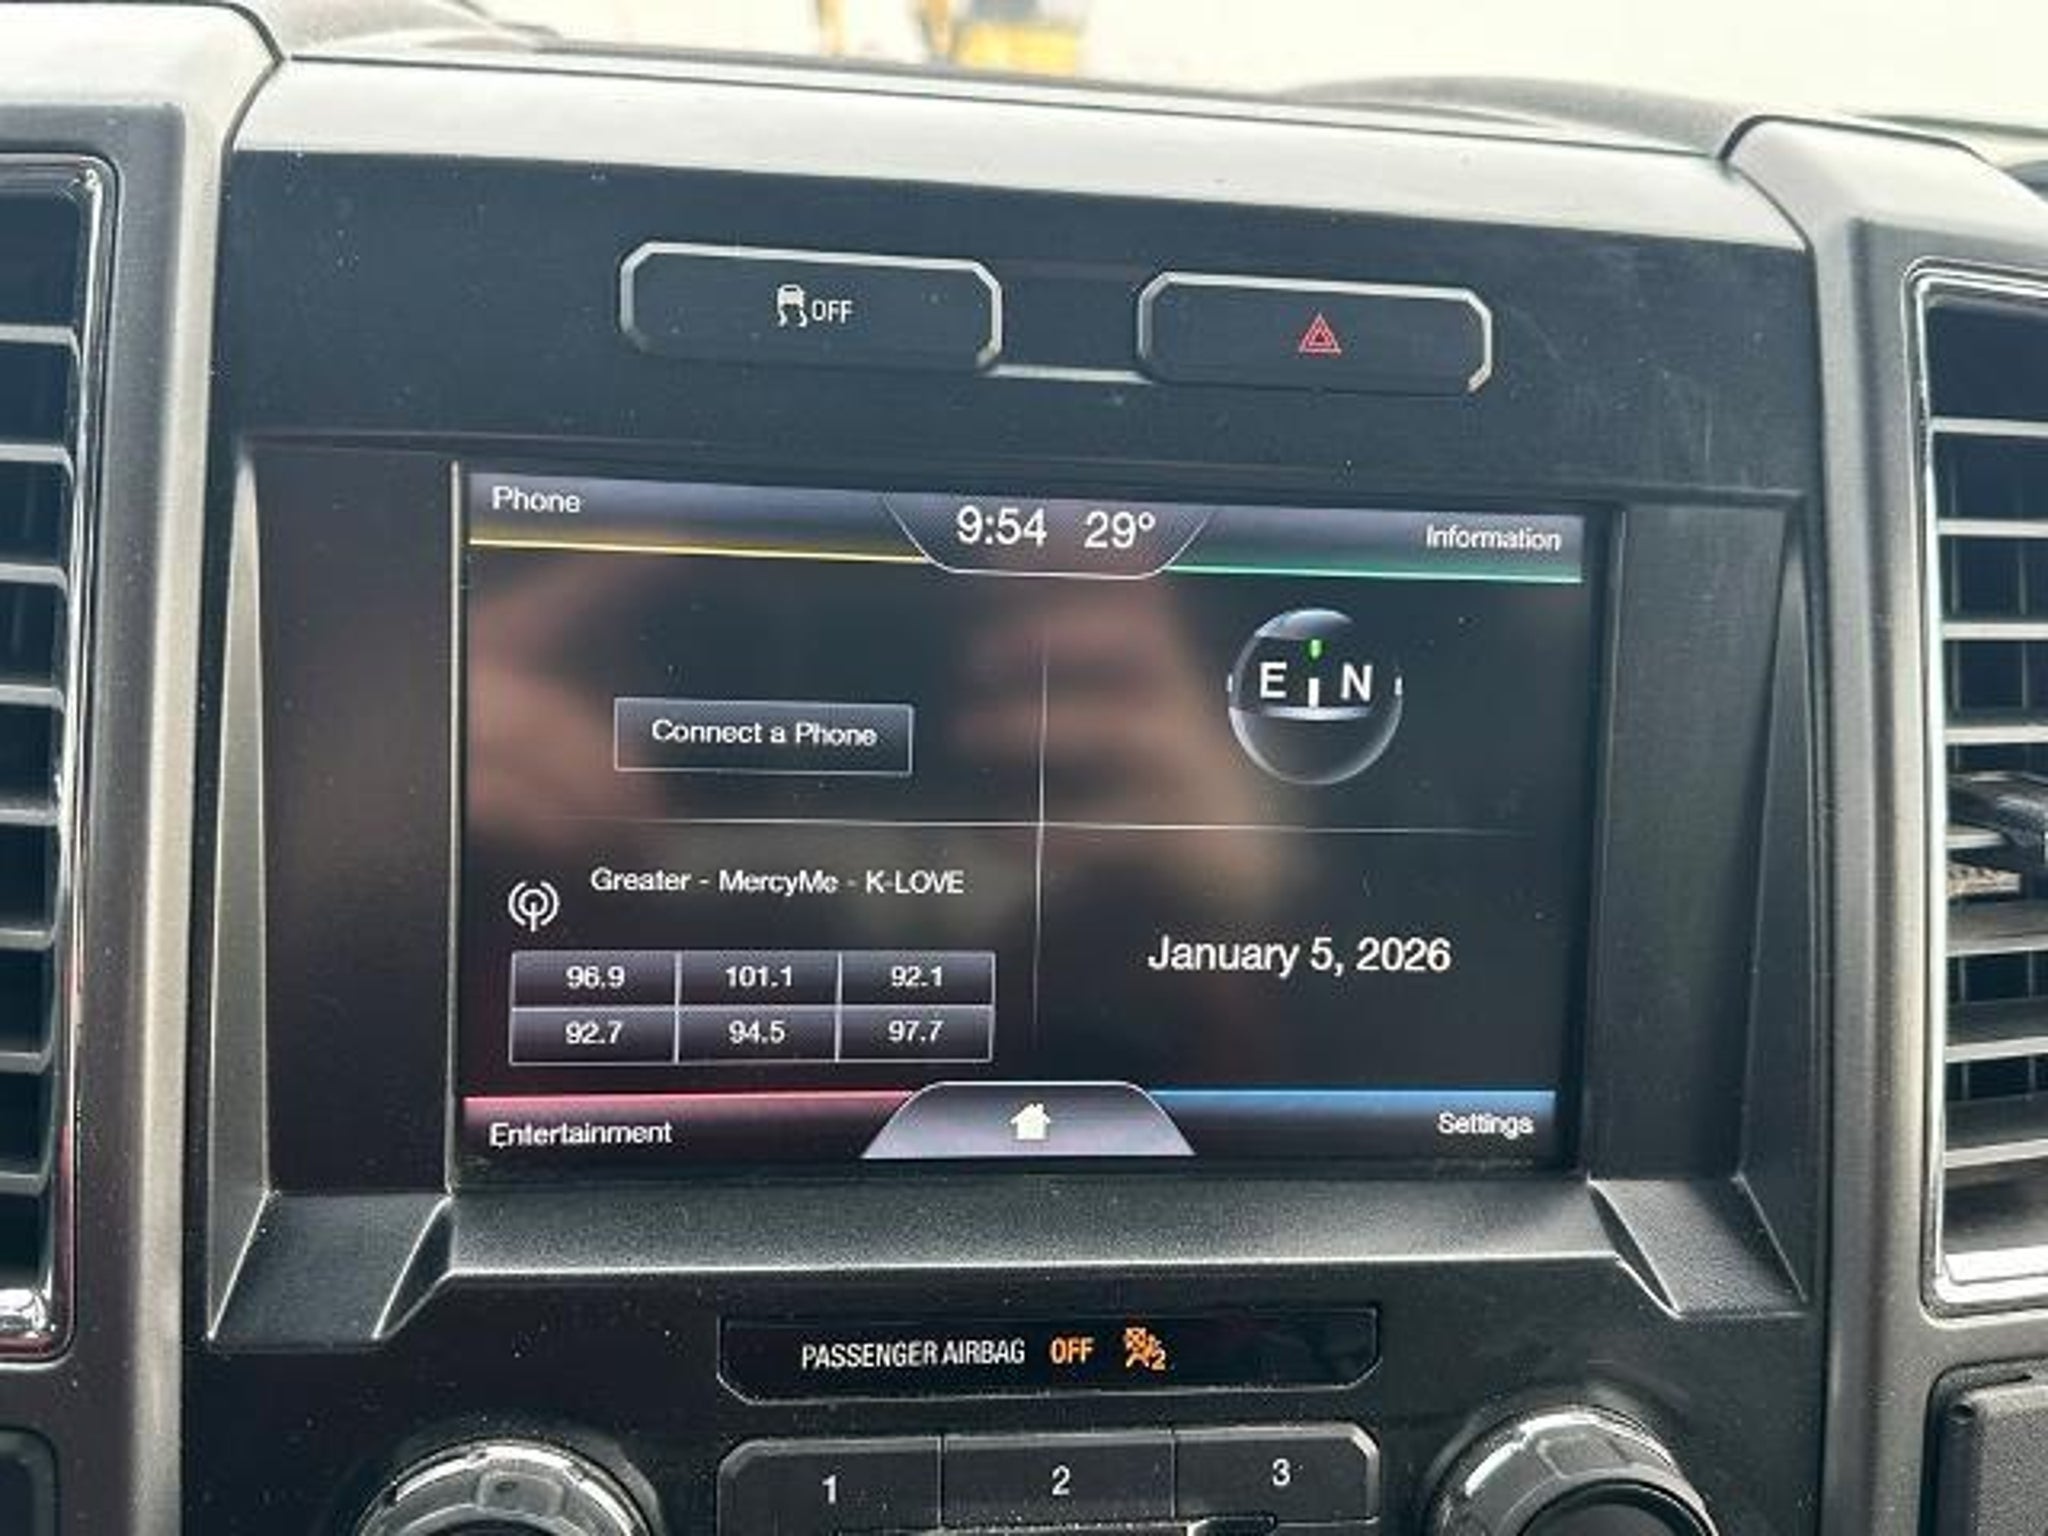 OFF
Phone
9:54 29°
Information
E N
Connect a Phone
Greater - MercyMe - K-LOVE
96.9 101.1 92.1
92.7 94.5 97.7
January 5, 2026
Entertainment
Settings
PASSENGER AIRBAG OFF 2
1 2 3